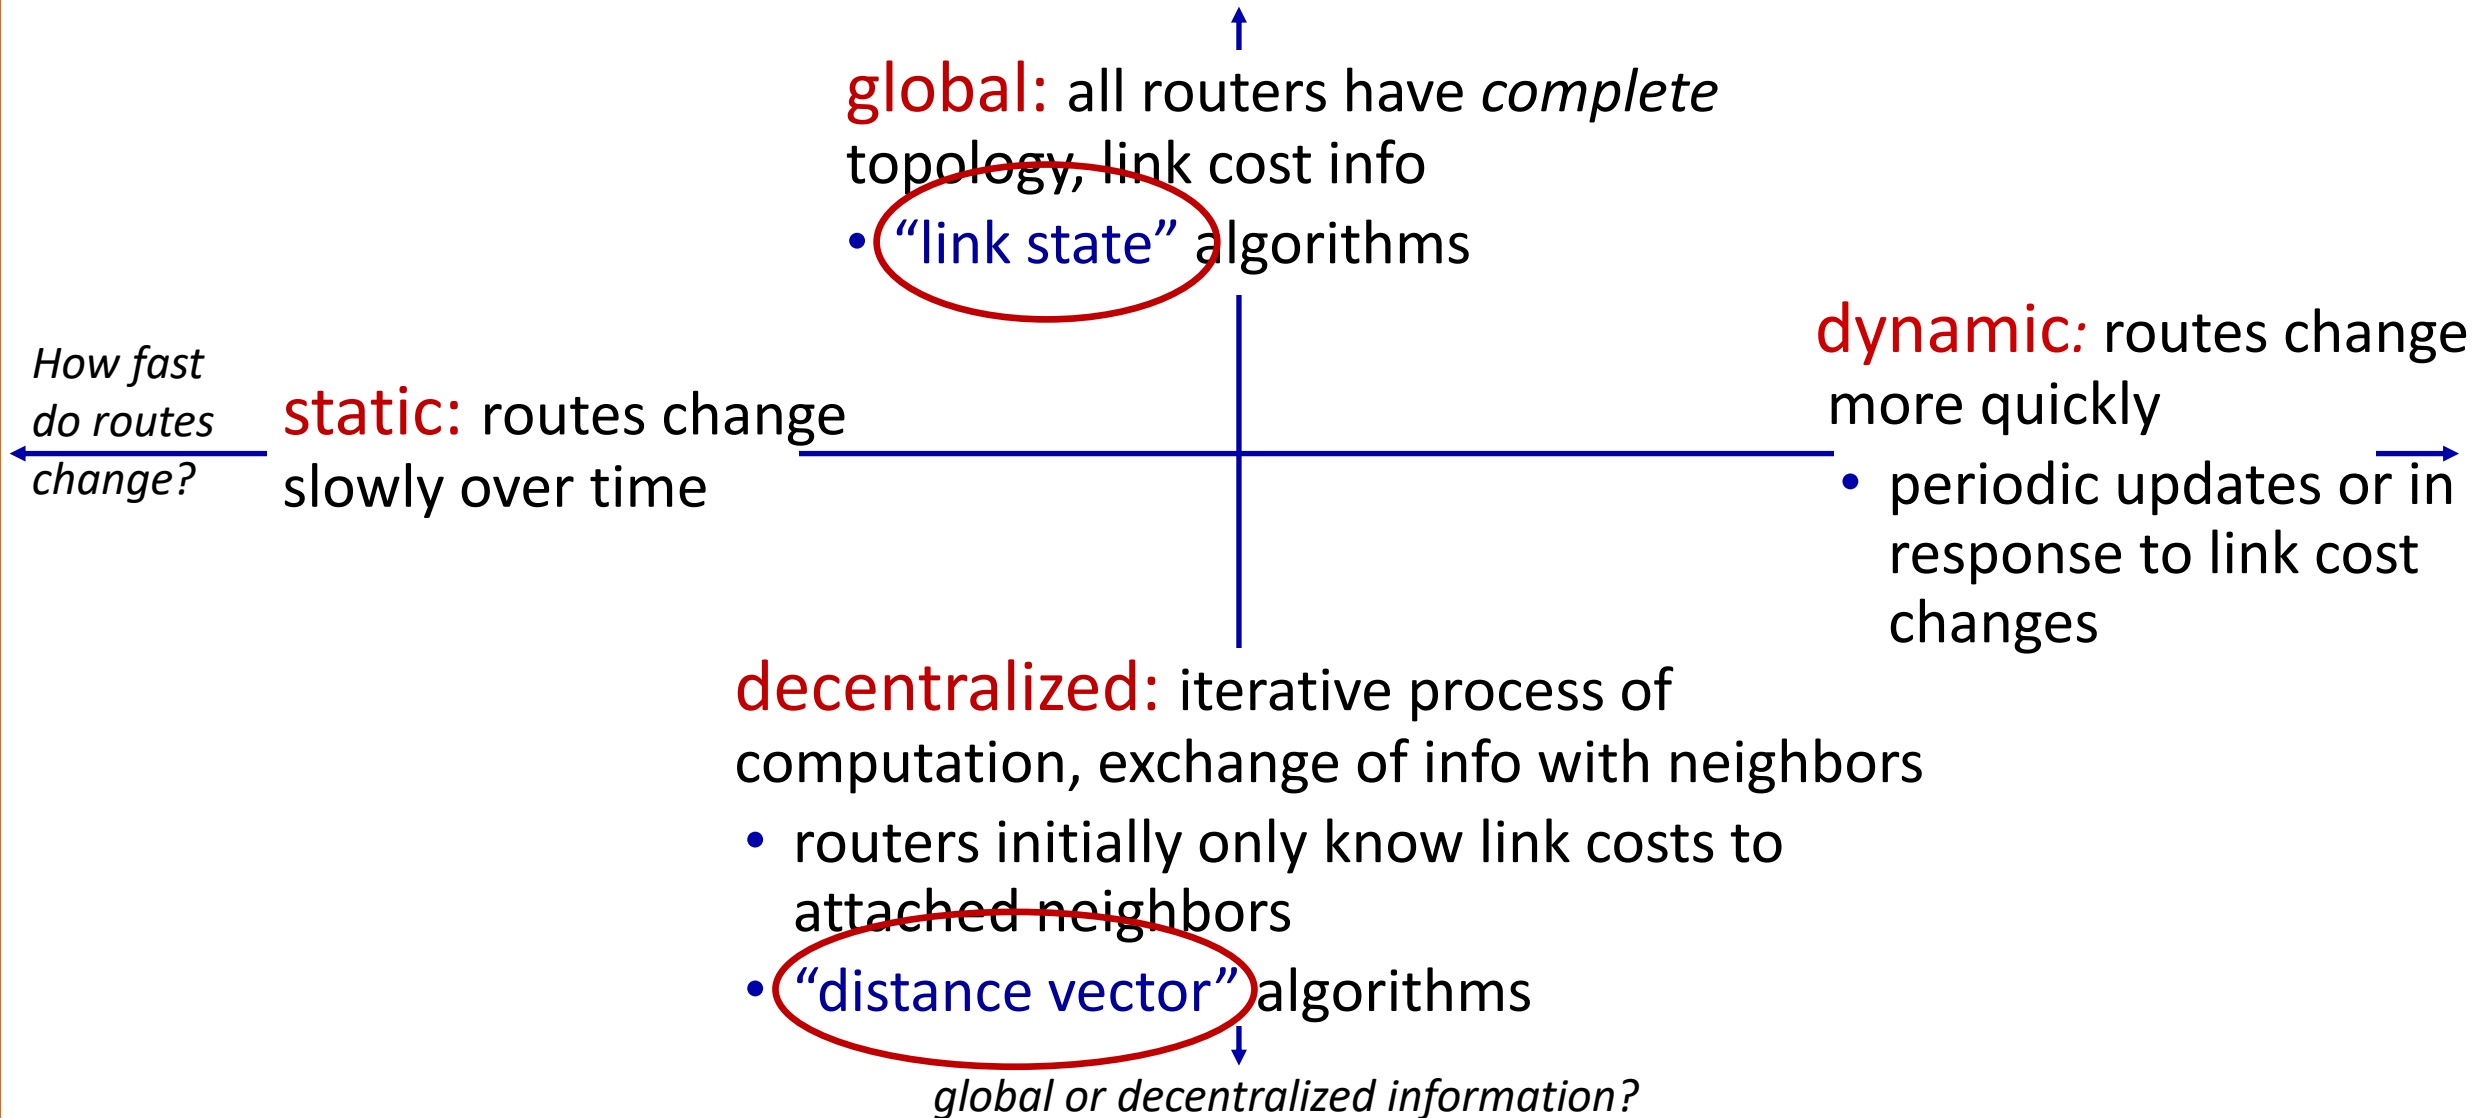 global: all routers have complete
topology, link cost info
• “link state” algorithms
How fast
do routes
change?
static: routes change
slowly over time
dynamic: routes change
more quickly
• periodic updates or in
response to link cost
changes
decentralized: iterative process of
computation, exchange of info with neighbors
• routers initially only know link costs to
attached neighbors
• “distance vector” algorithms
global or decentralized information?